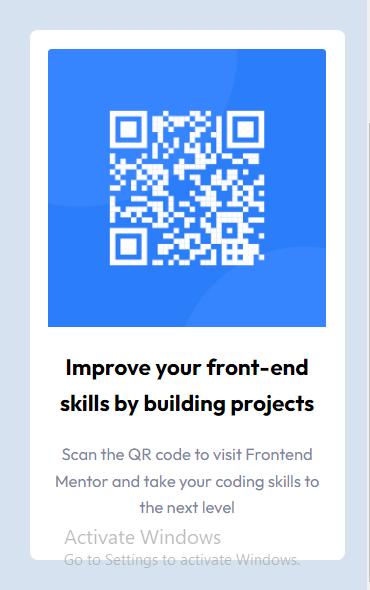 Improve your front-end
skills by building projects
Scan the QR code to visit Frontend
Mentor and take your coding skills to
the next level
Activate Windows
Go to Settings to activate Windows.